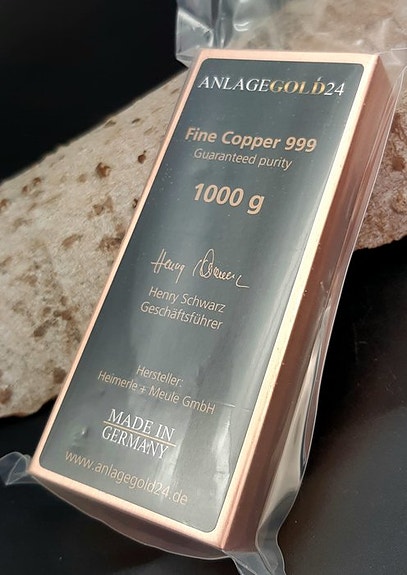 ANLAGEGOLD24
Fine Copper 999
Guaranteed purity
1000 g
Henry Schwarz
Geschäftsführer
Hersteller:
Heimerle + Meule GmbH
MADE IN
GERMANY
www.anlagegold24.de